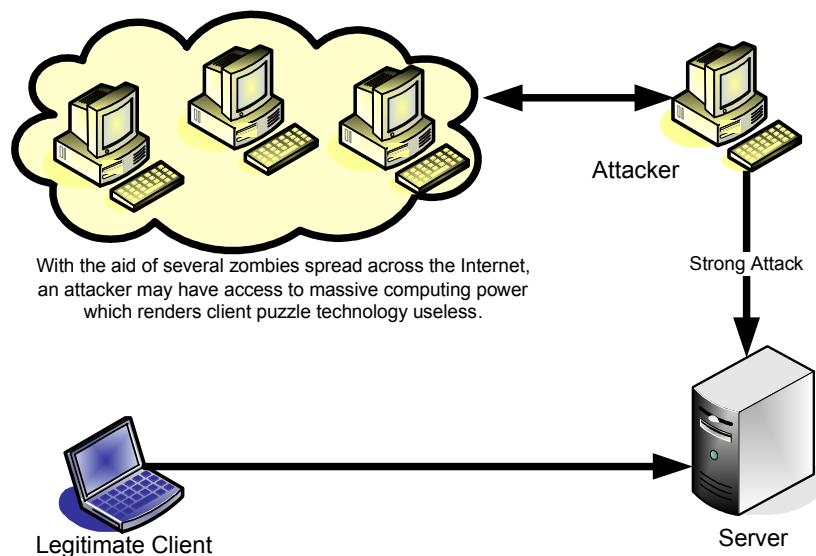 Attacker
With the aid of several zombies spread across the Internet,
an attacker may have access to massive computing power
which renders client puzzle technology useless.
Strong Attack
Legitimate Client
Server